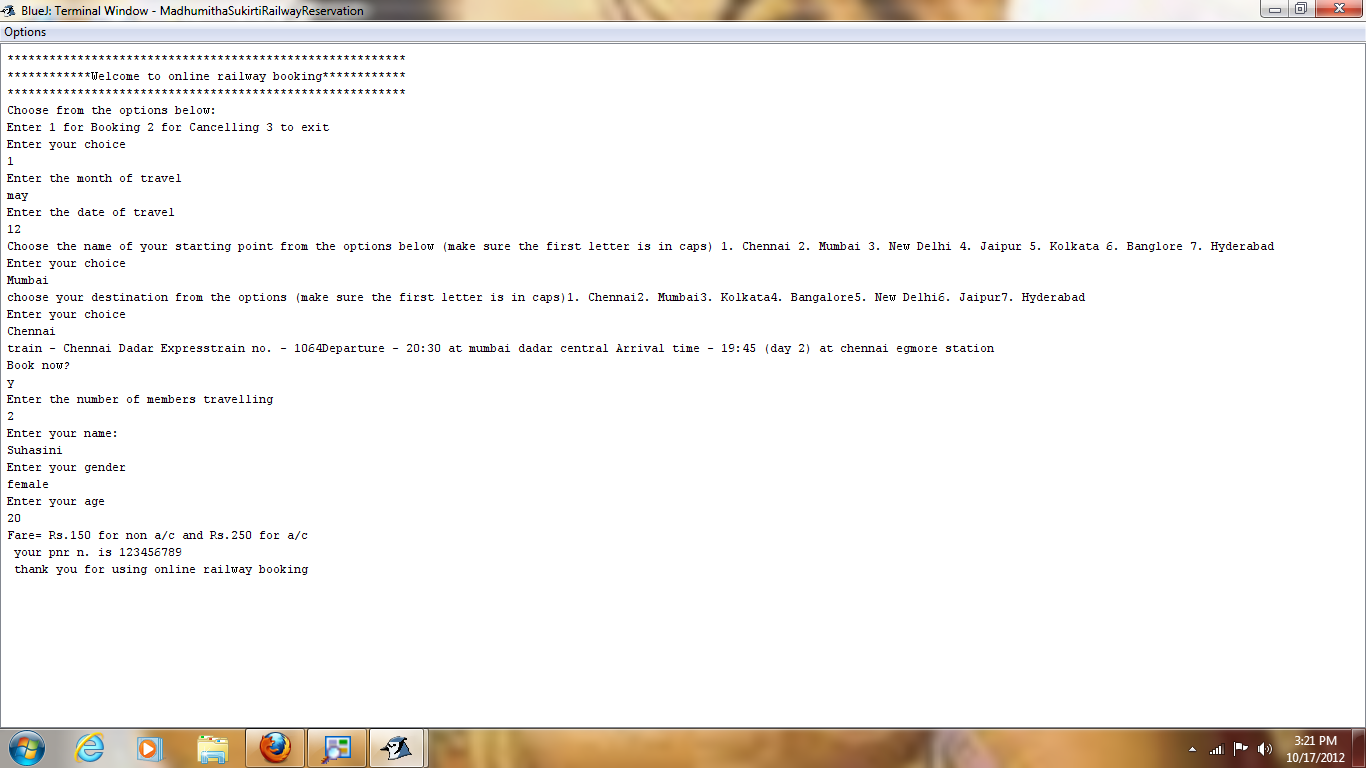 BlueJ: Terminal Window - MadhumithaSukirtiRailwayReservation
Options
*********************************************************
************Welcome to online railway booking************
*********************************************************
Choose from the options below:
Enter 1 for Booking 2 for Cancelling 3 to exit
Enter your choice
1
Enter the month of travel
may
Enter the date of travel
12
Choose the name of your starting point from the options below (make sure the first letter is in caps) 1. Chennai 2. Mumbai 3. New Delhi 4. Jaipur 5. Kolkata 6. Banglore 7. Hyderabad
Enter your choice
Mumbai
choose your destination from the options (make sure the first letter is in caps)1. Chennai2. Mumbai3. Kolkata4. Bangalore5. New Delhi6. Jaipur7. Hyderabad
Enter your choice
Chennai
train - Chennai Dadar Expresstrain no. - 1064Departure - 20:30 at mumbai dadar central Arrival time - 19:45 (day 2) at chennai egmore station
Book now?
y
Enter the number of members travelling
2
Enter your name:
Suhasini
Enter your gender
female
Enter your age
20
Fare= Rs.150 for non a/c and Rs.250 for a/c
your pnr n. is 123456789
thank you for using online railway booking
3:21 PM
10/17/2012